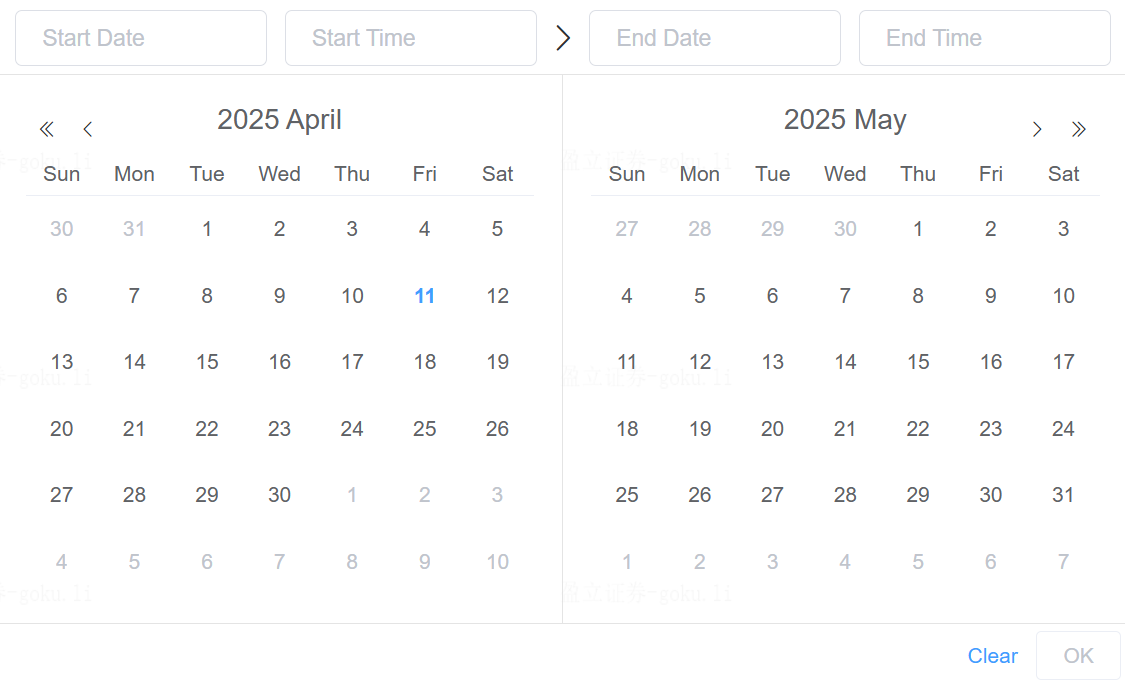 Start Date Start Time > End Date End Time
« < 2025 April
Sun Mon Tue Wed Thu Fri Sat
30 31 1 2 3 4 5
6 7 8 9 10 11 12
13 14 15 16 17 18 19
20 21 22 23 24 25 26
27 28 29 30 1 2 3
4 5 6 7 8 9 10
2025 May > »
Sun Mon Tue Wed Thu Fri Sat
27 28 29 30 1 2 3
4 5 6 7 8 9 10
11 12 13 14 15 16 17
18 19 20 21 22 23 24
25 26 27 28 29 30 31
1 2 3 4 5 6 7
Clear OK